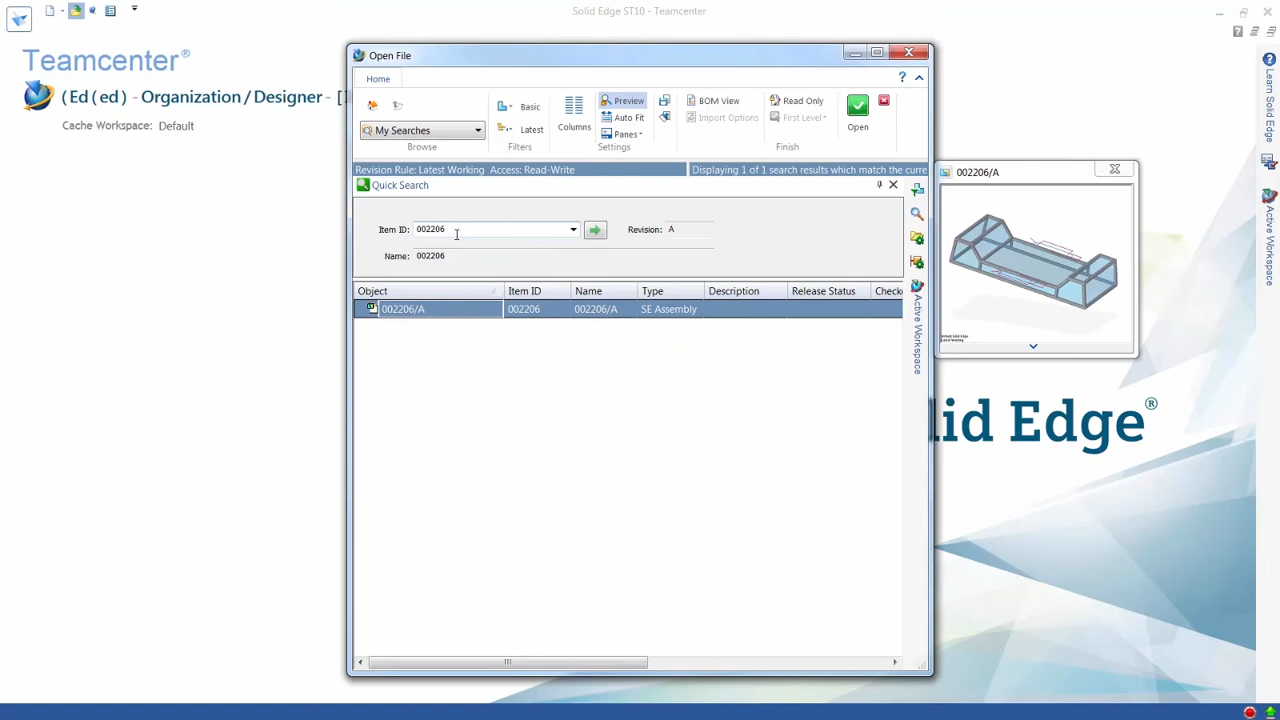 Solid Edge ST10 - Teamcenter
Teamcenter®
(Ed ( ed) - Organization / Designer - [
Cache Workspace: Default
Open File
Home
My Searches
Browse
Basic
Latest
Filters
Columns
Preview
Auto Fit
Panes
Settings
BOM View
Import Options
Read Only
First Level
Finish
Open
Revision Rule: Latest Working Access: Read-Write
Displaying 1 of 1 search results which match the curre
Quick Search
Item ID: 002206
Revision: A
Name: 002206
Object Item ID Name Type Description Release Status Checke
002206/A 002206 002206/A SE Assembly
Active Workspace
002206/A
lid Edge®
Learn Solid Edge
Active Workspace